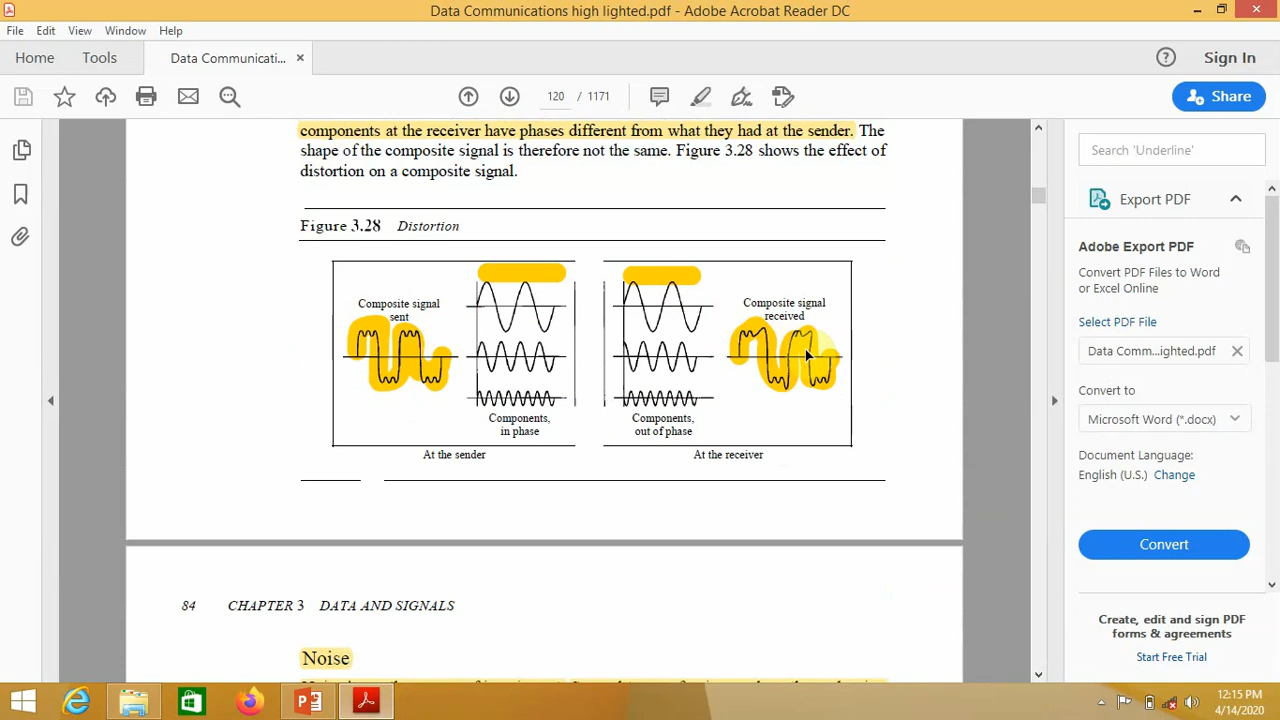 Data Communications high lighted.pdf - Adobe Acrobat Reader DC
File Edit View Window Help
Home Tools Data Communicati... ×
Sign In
120 / 1171
Share
components at the receiver have phases different from what they had at the sender. The
shape of the composite signal is therefore not the same. Figure 3.28 shows the effect of
distortion on a composite signal.
Figure 3.28 Distortion
Composite signal
sent
Components,
in phase
At the sender
Components,
out of phase
Composite signal
received
At the receiver
84 CHAPTER 3 DATA AND SIGNALS
Noise
Search 'Underline'
Export PDF
Adobe Export PDF
Convert PDF Files to Word
or Excel Online
Select PDF File
Data Comm...ighted.pdf
Convert to
Microsoft Word (*.docx)
Document Language:
English (U.S.) Change
Convert
Create, edit and sign PDF
forms & agreements
Start Free Trial
12:15 PM
4/14/2020